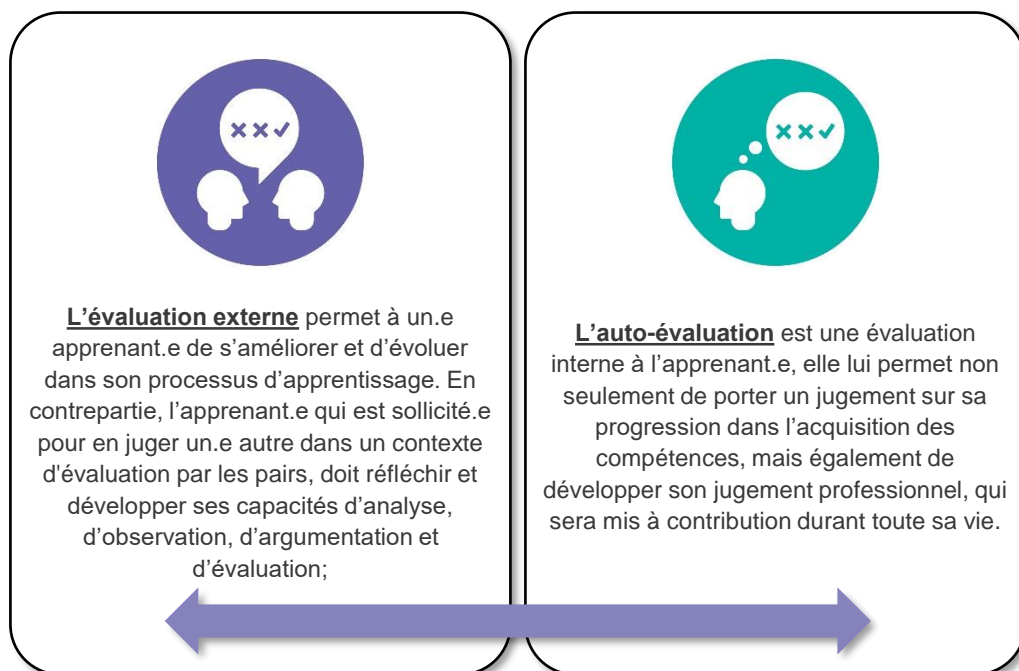 L’évaluation externe permet à un.e
apprenant.e de s’améliorer et d’évoluer
dans son processus d’apprentissage. En
contrepartie, l’apprenant.e qui est sollicité.e
pour en juger un.e autre dans un contexte
d'évaluation par les pairs, doit réfléchir et
développer ses capacités d’analyse,
d’observation, d’argumentation et
d’évaluation;
L’auto-évaluation est une évaluation
interne à l’apprenant.e, elle lui permet non
seulement de porter un jugement sur sa
progression dans l’acquisition des
compétences, mais également de
développer son jugement professionnel, qui
sera mis à contribution durant toute sa vie.